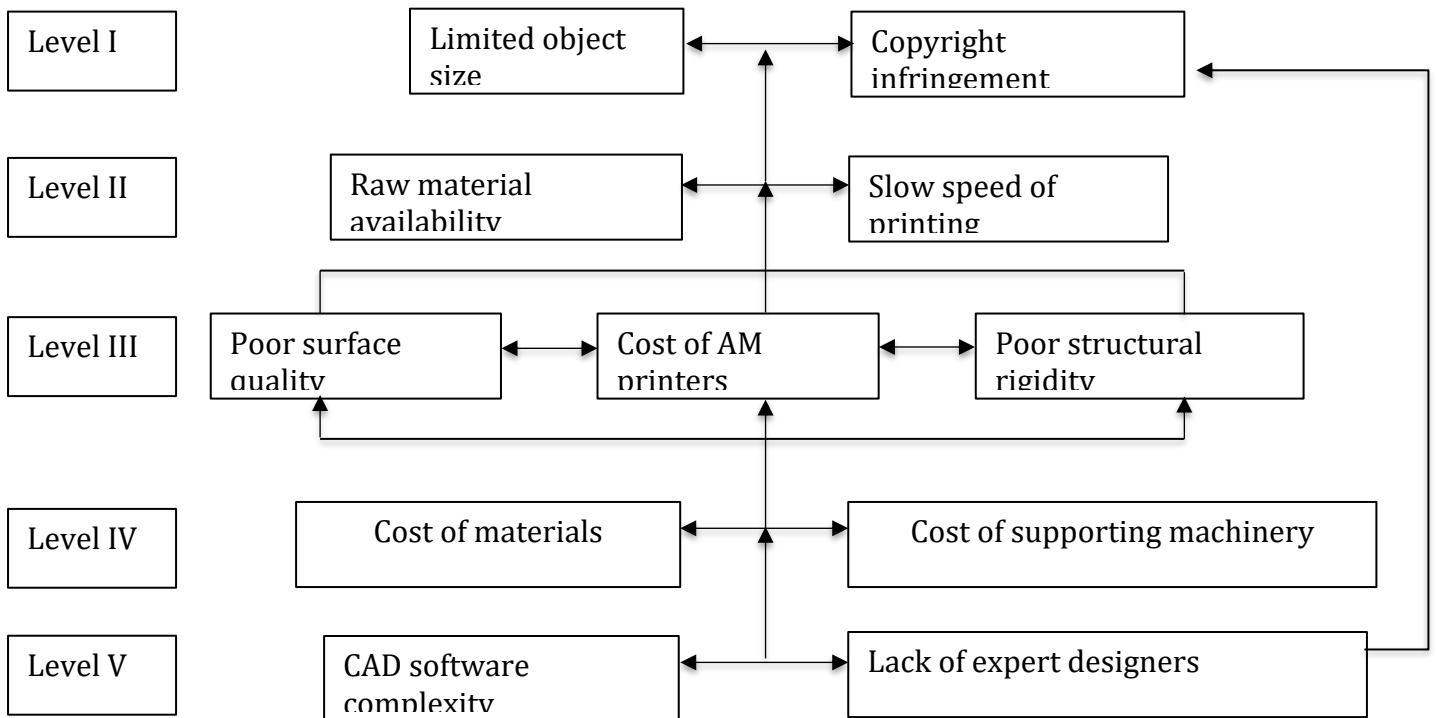 Level I
Limited object
size
Copyright
infringement
Level II
Raw material
availability
Slow speed of
printing
Level III
Poor surface
quality
Cost of AM
printers
Poor structural
rigidity
Level IV
Cost of materials
Cost of supporting machinery
Level V
CAD software
complexity
Lack of expert designers